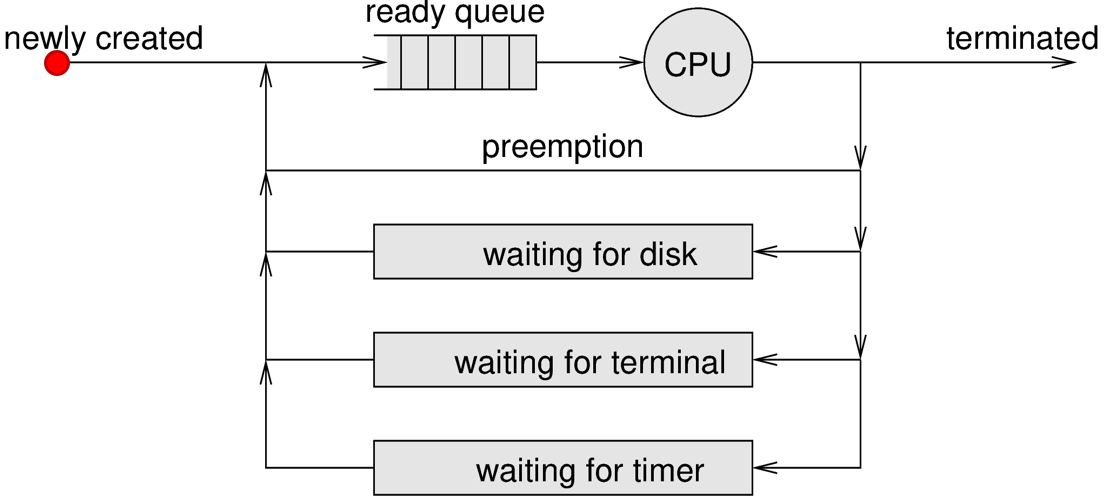 ready queue
newly created
CPU
terminated
preemption
waiting for disk
waiting for terminal
waiting for timer